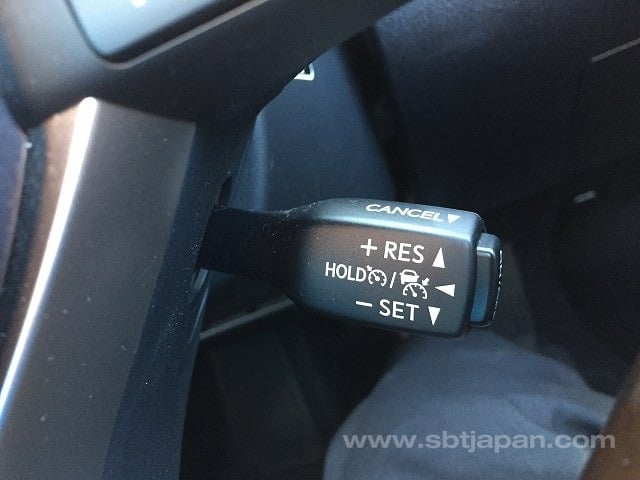 CANCEL ▼
+ RES ▲
HOLD / ◄
− SET ▼
www.sbtjapan.com